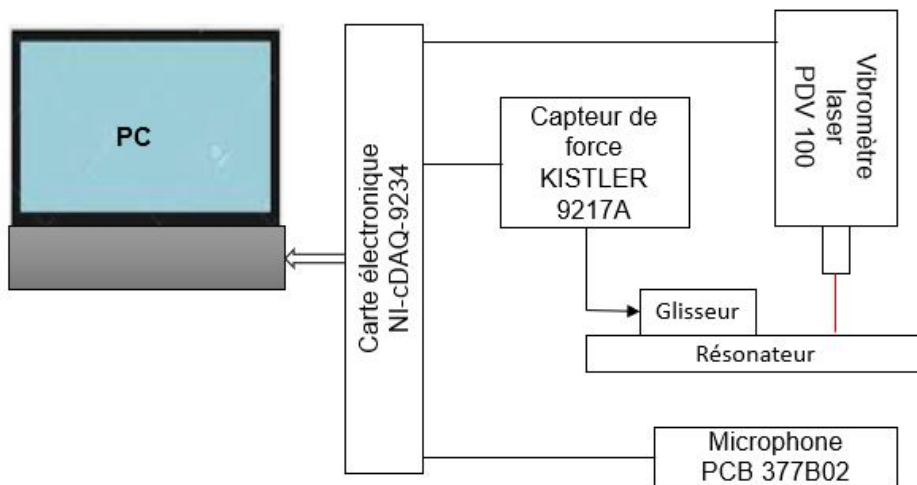 PC
Carte électronique
NI-cDAQ-9234
Capteur de
force
KISTLER
9217A
Vibromètre
laser
PDV 100
Glisseur
Résonateur
Microphone
PCB 377B02